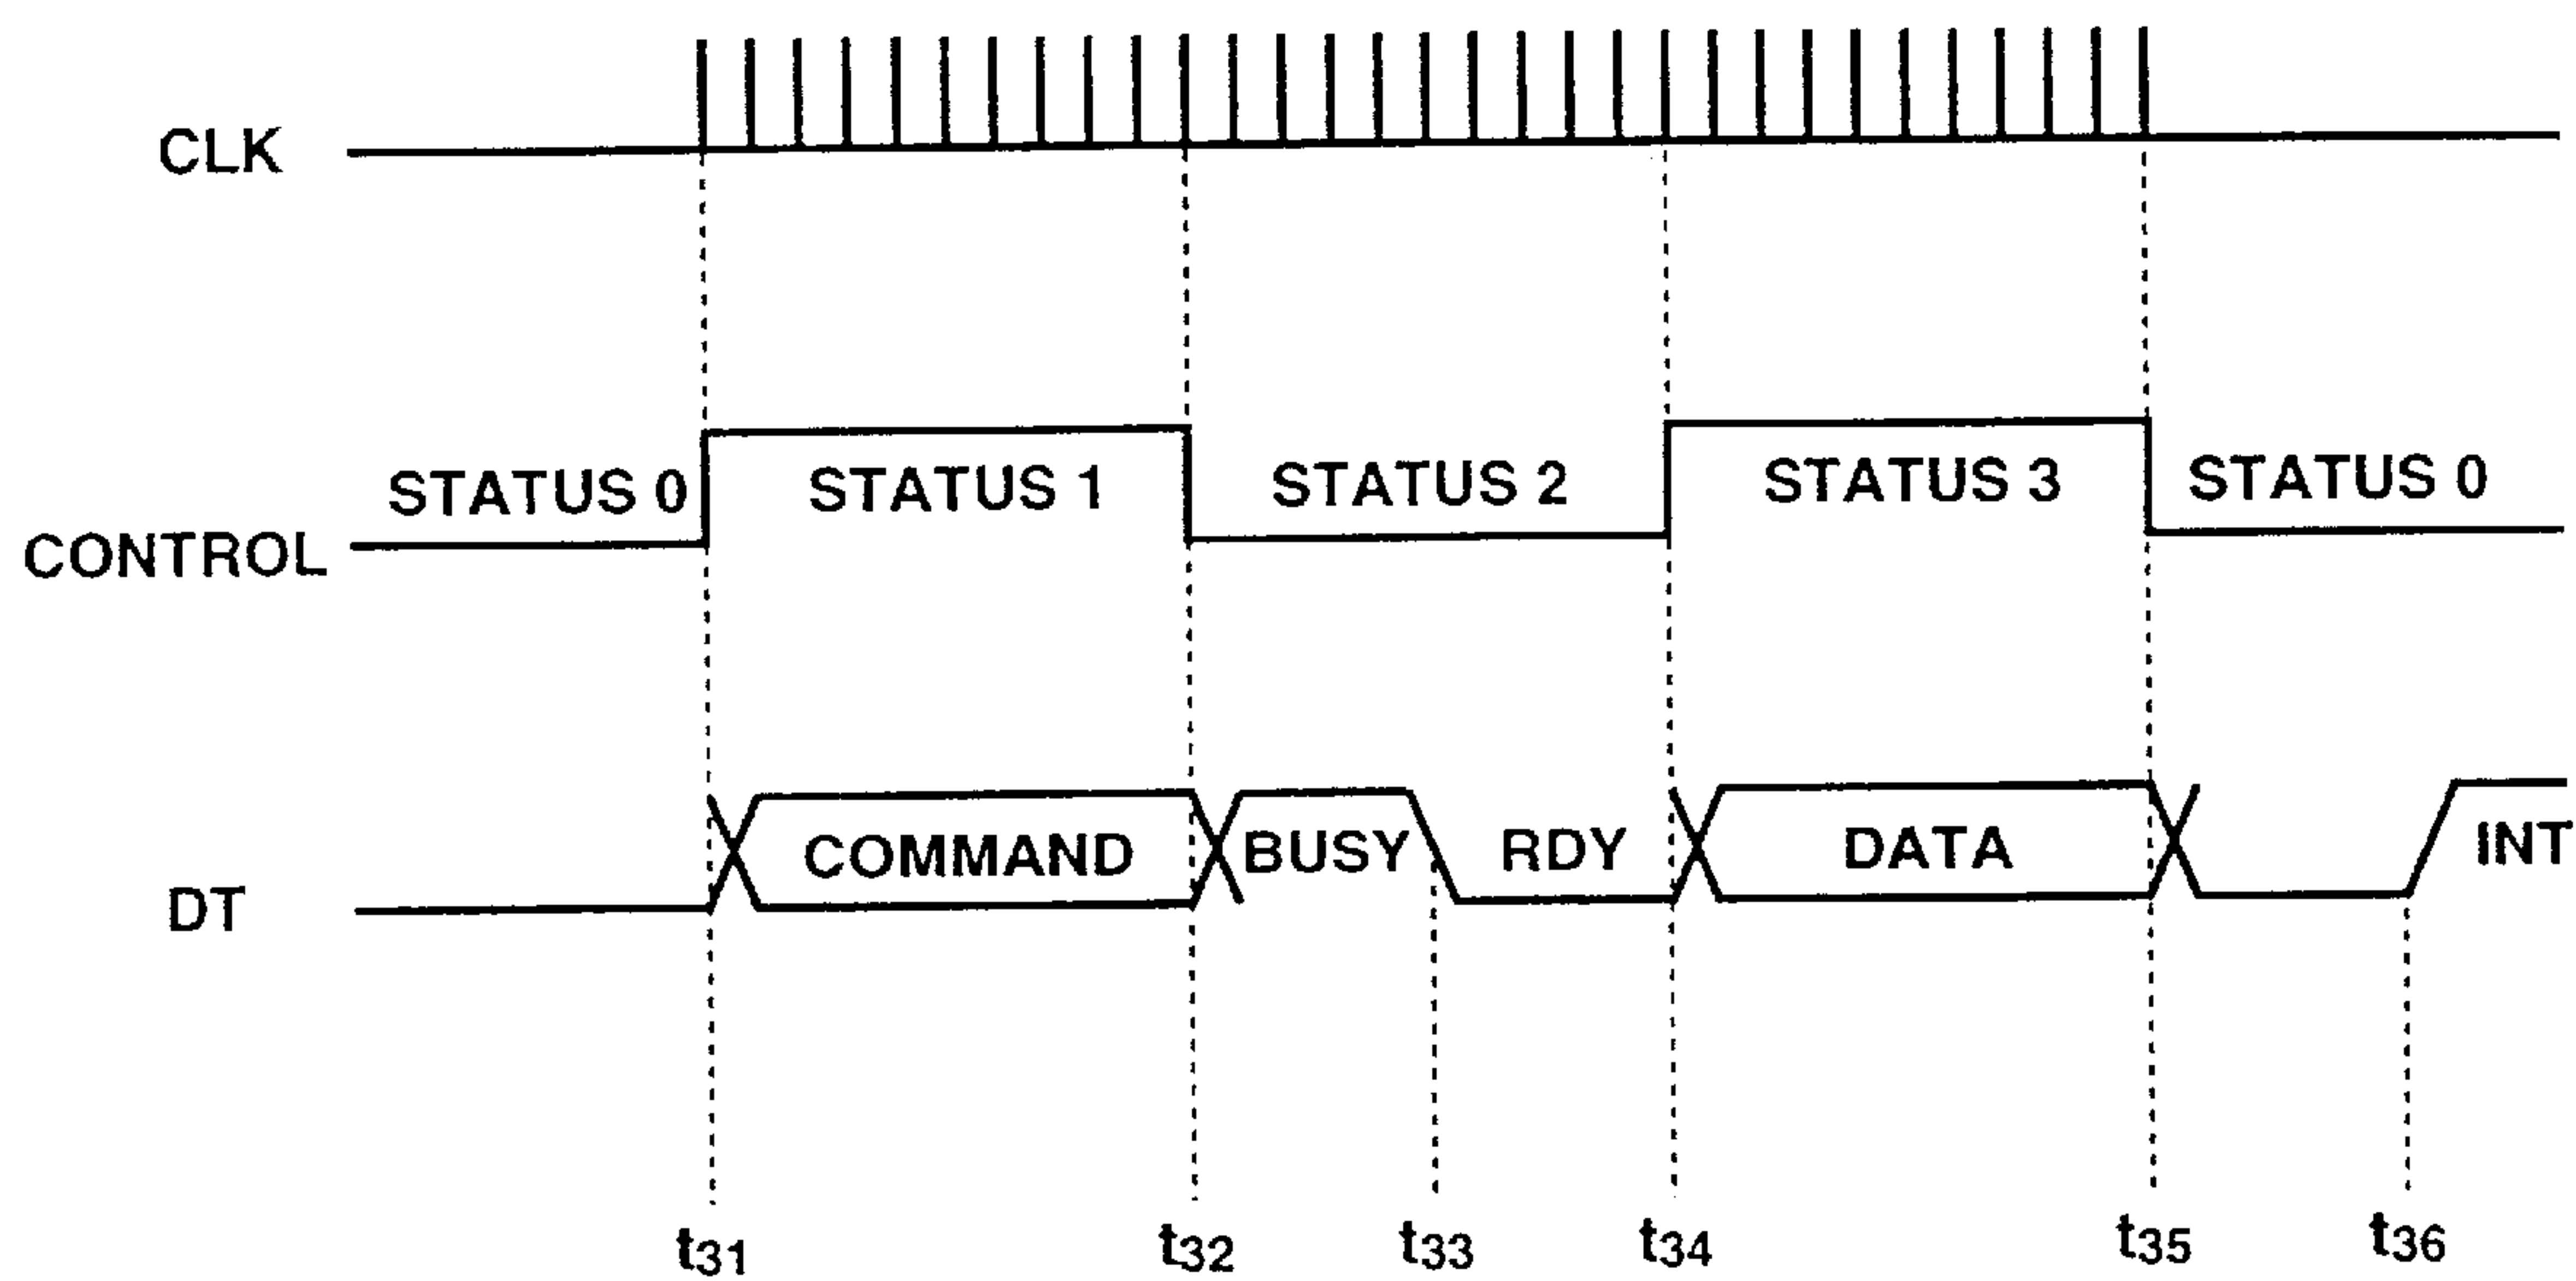 CLK
STATUS 0 STATUS 1 STATUS 2 STATUS 3 STATUS 0
CONTROL
COMMAND BUSY RDY DATA INT
DT
t31 t32 t33 t34 t35 t36